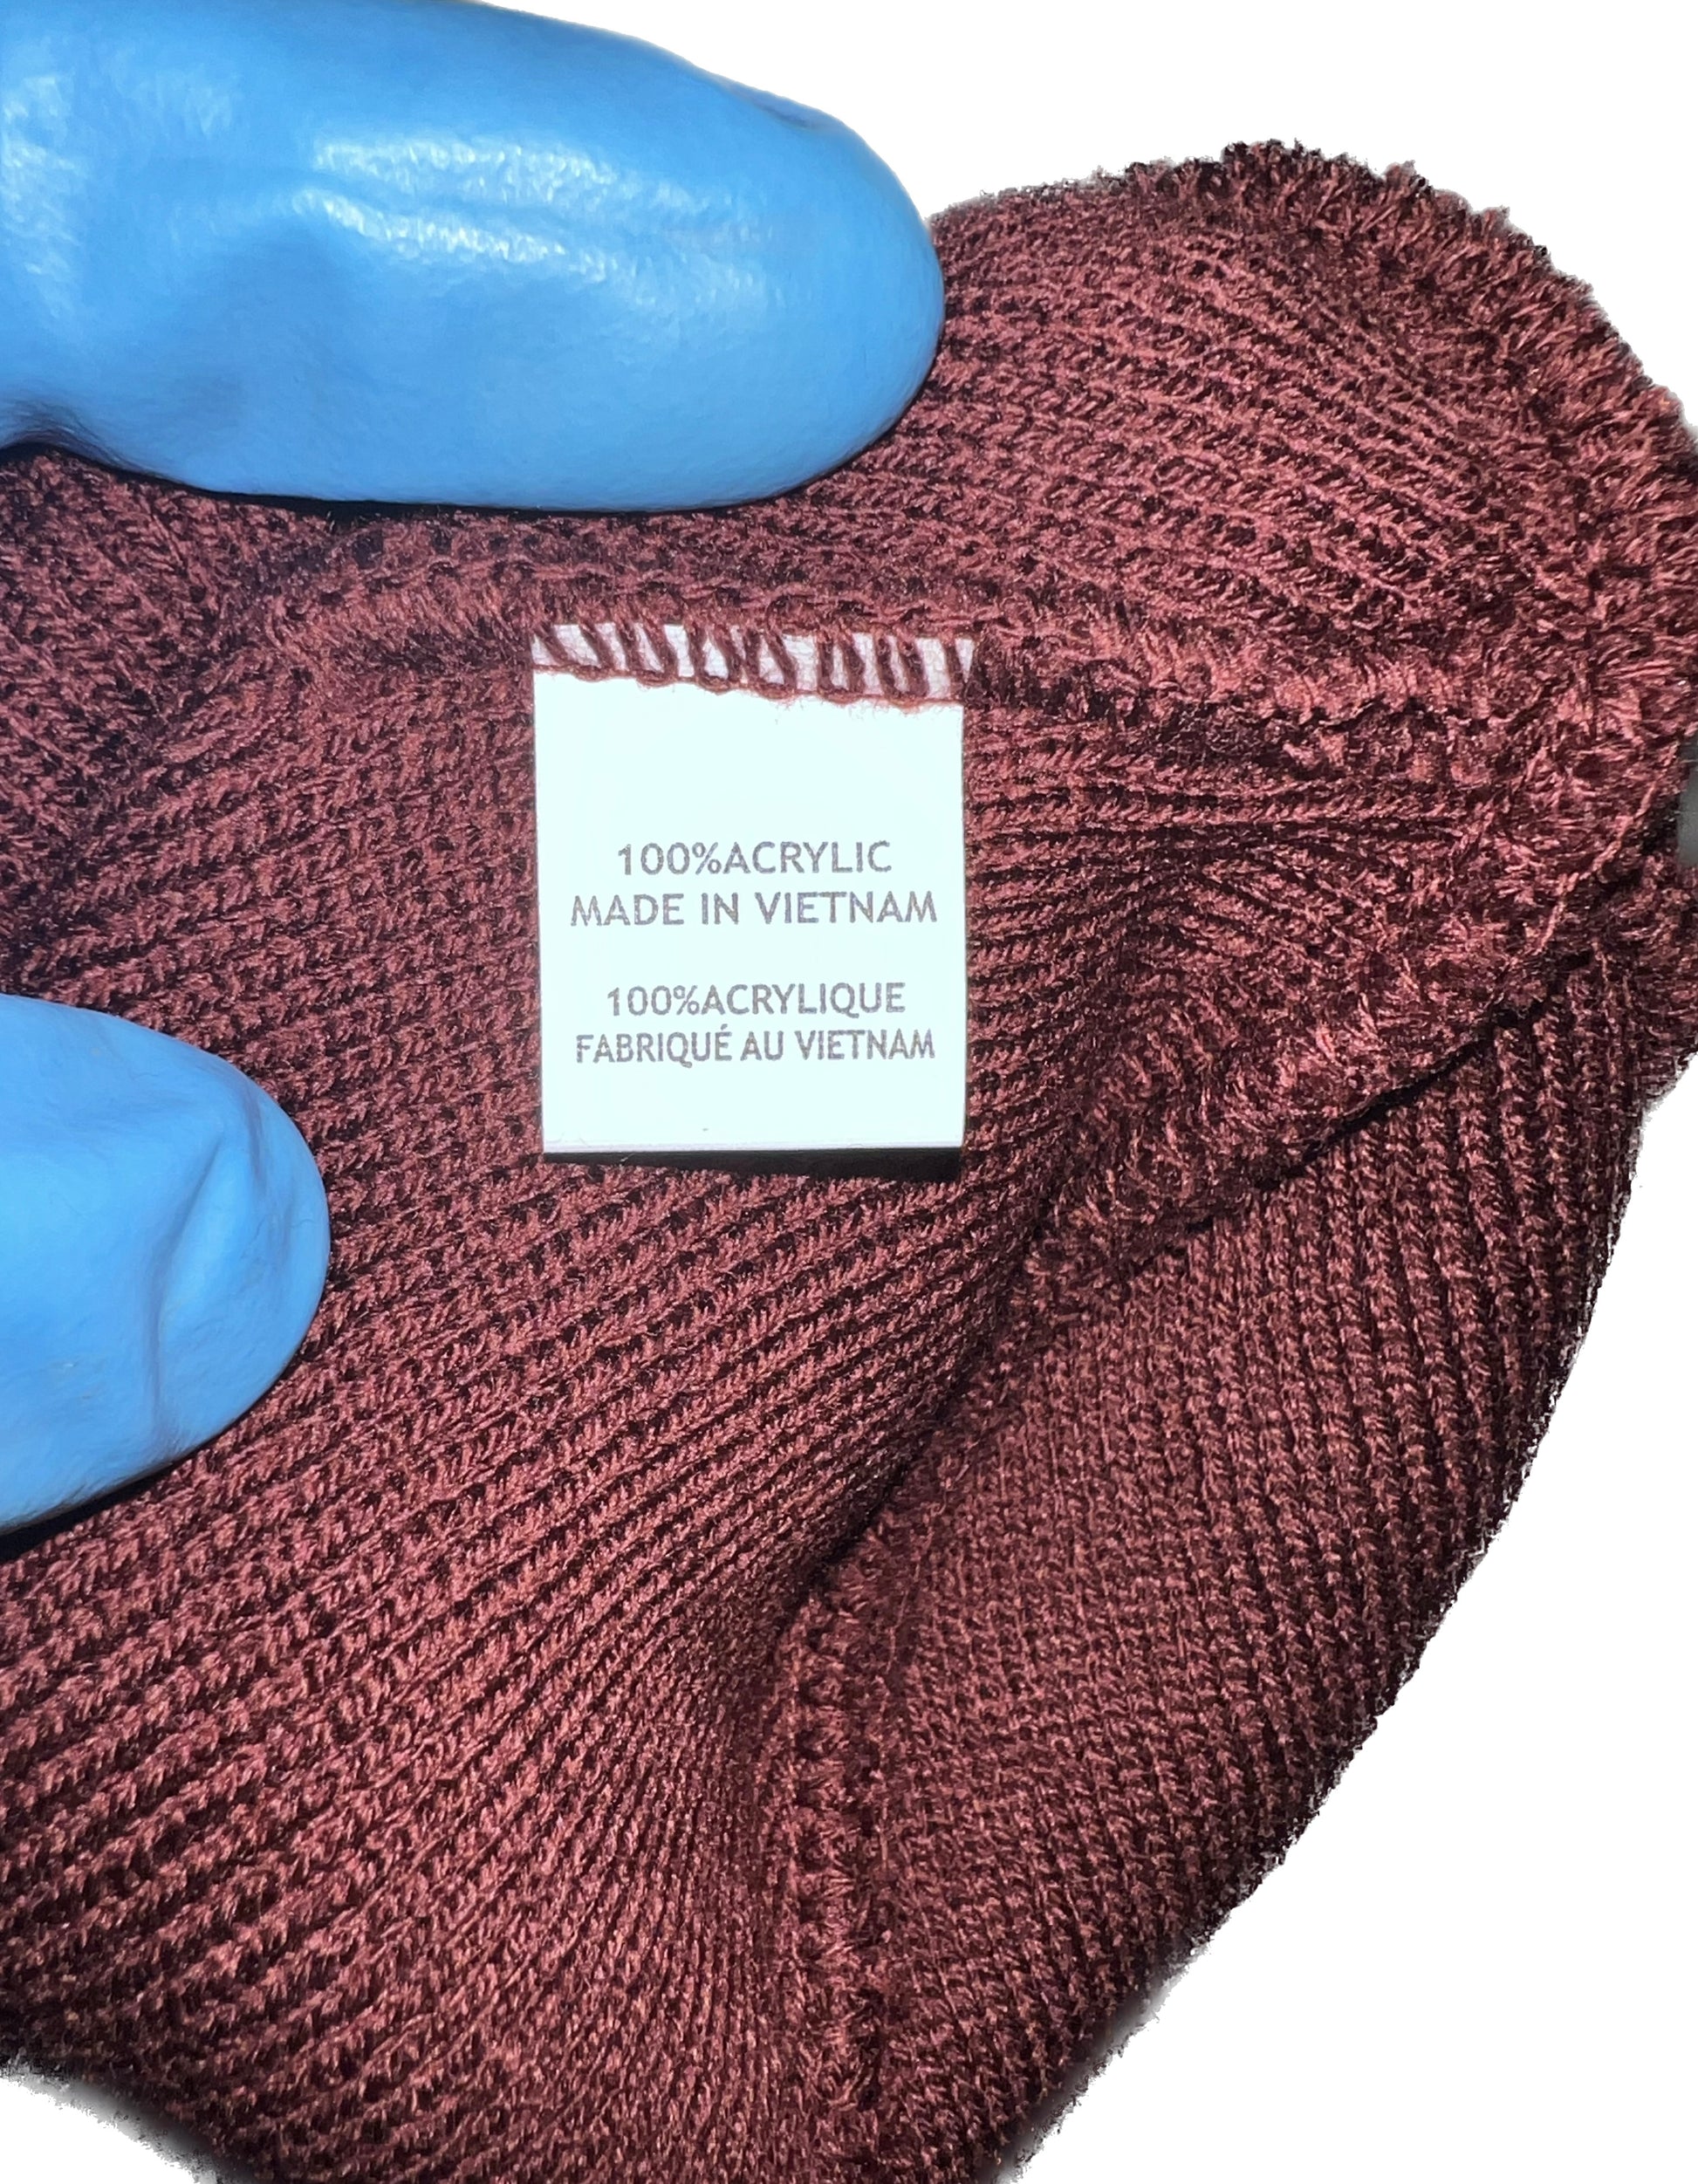 100%ACRYLIC
MADE IN VIETNAM
100%ACRYLIQUE
FABRIQUÉ AU VIETNAM